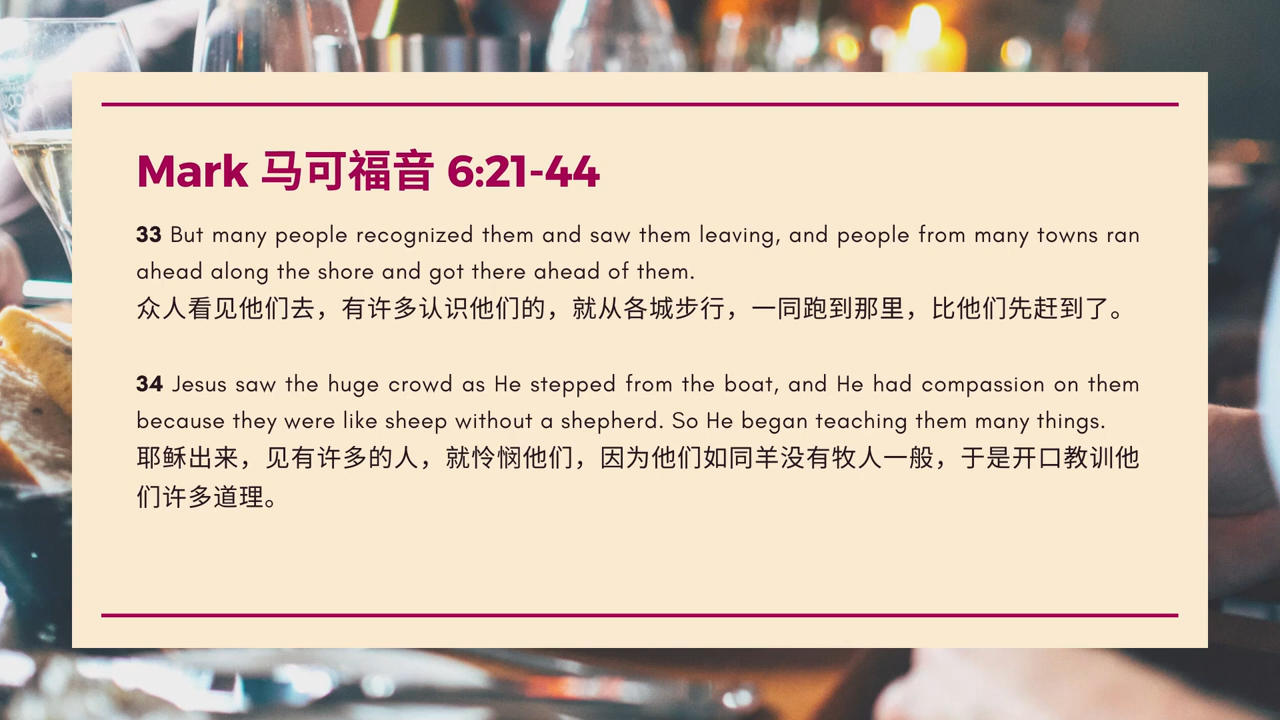 Mark 马可福音 6:21-44
33 But many people recognized them and saw them leaving, and people from many towns ran
ahead along the shore and got there ahead of them.
众人看见他们去，有许多认识他们的，就从各城步行，一同跑到那里，比他们先赶到了。
34 Jesus saw the huge crowd as He stepped from the boat, and He had compassion on them
because they were like sheep without a shepherd. So He began teaching them many things.
耶稣出来，见有许多的人，就怜悯他们，因为他们如同羊没有牧人一般，于是开口教训他
们许多道理。